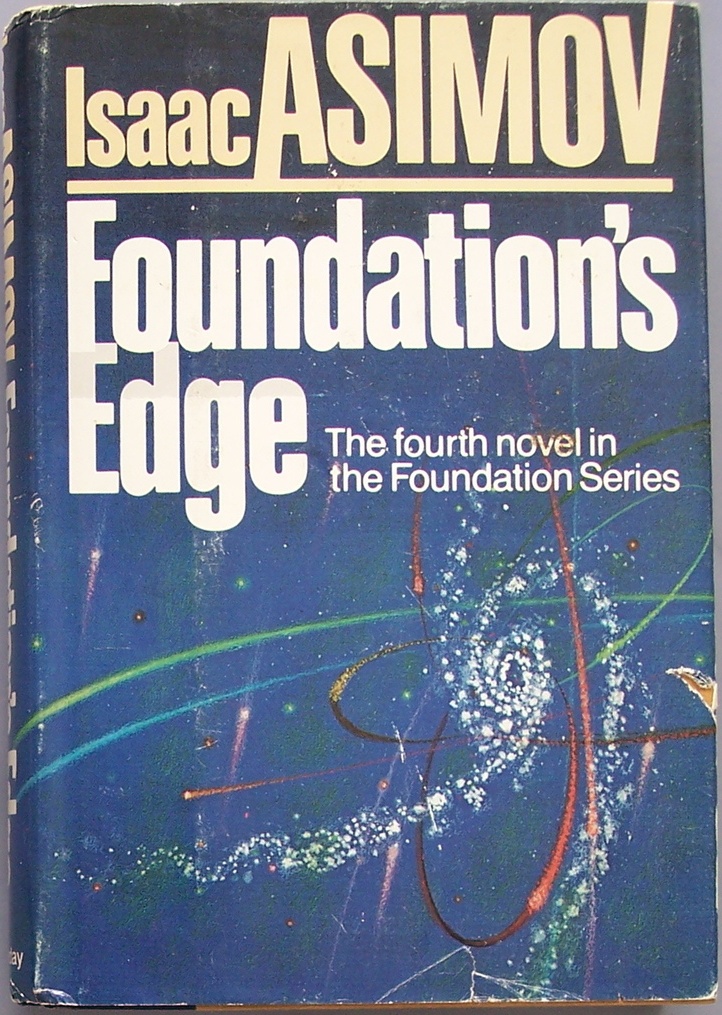 Isaac ASIMOV
Foundation's
Edge
The fourth novel in
the Foundation Series